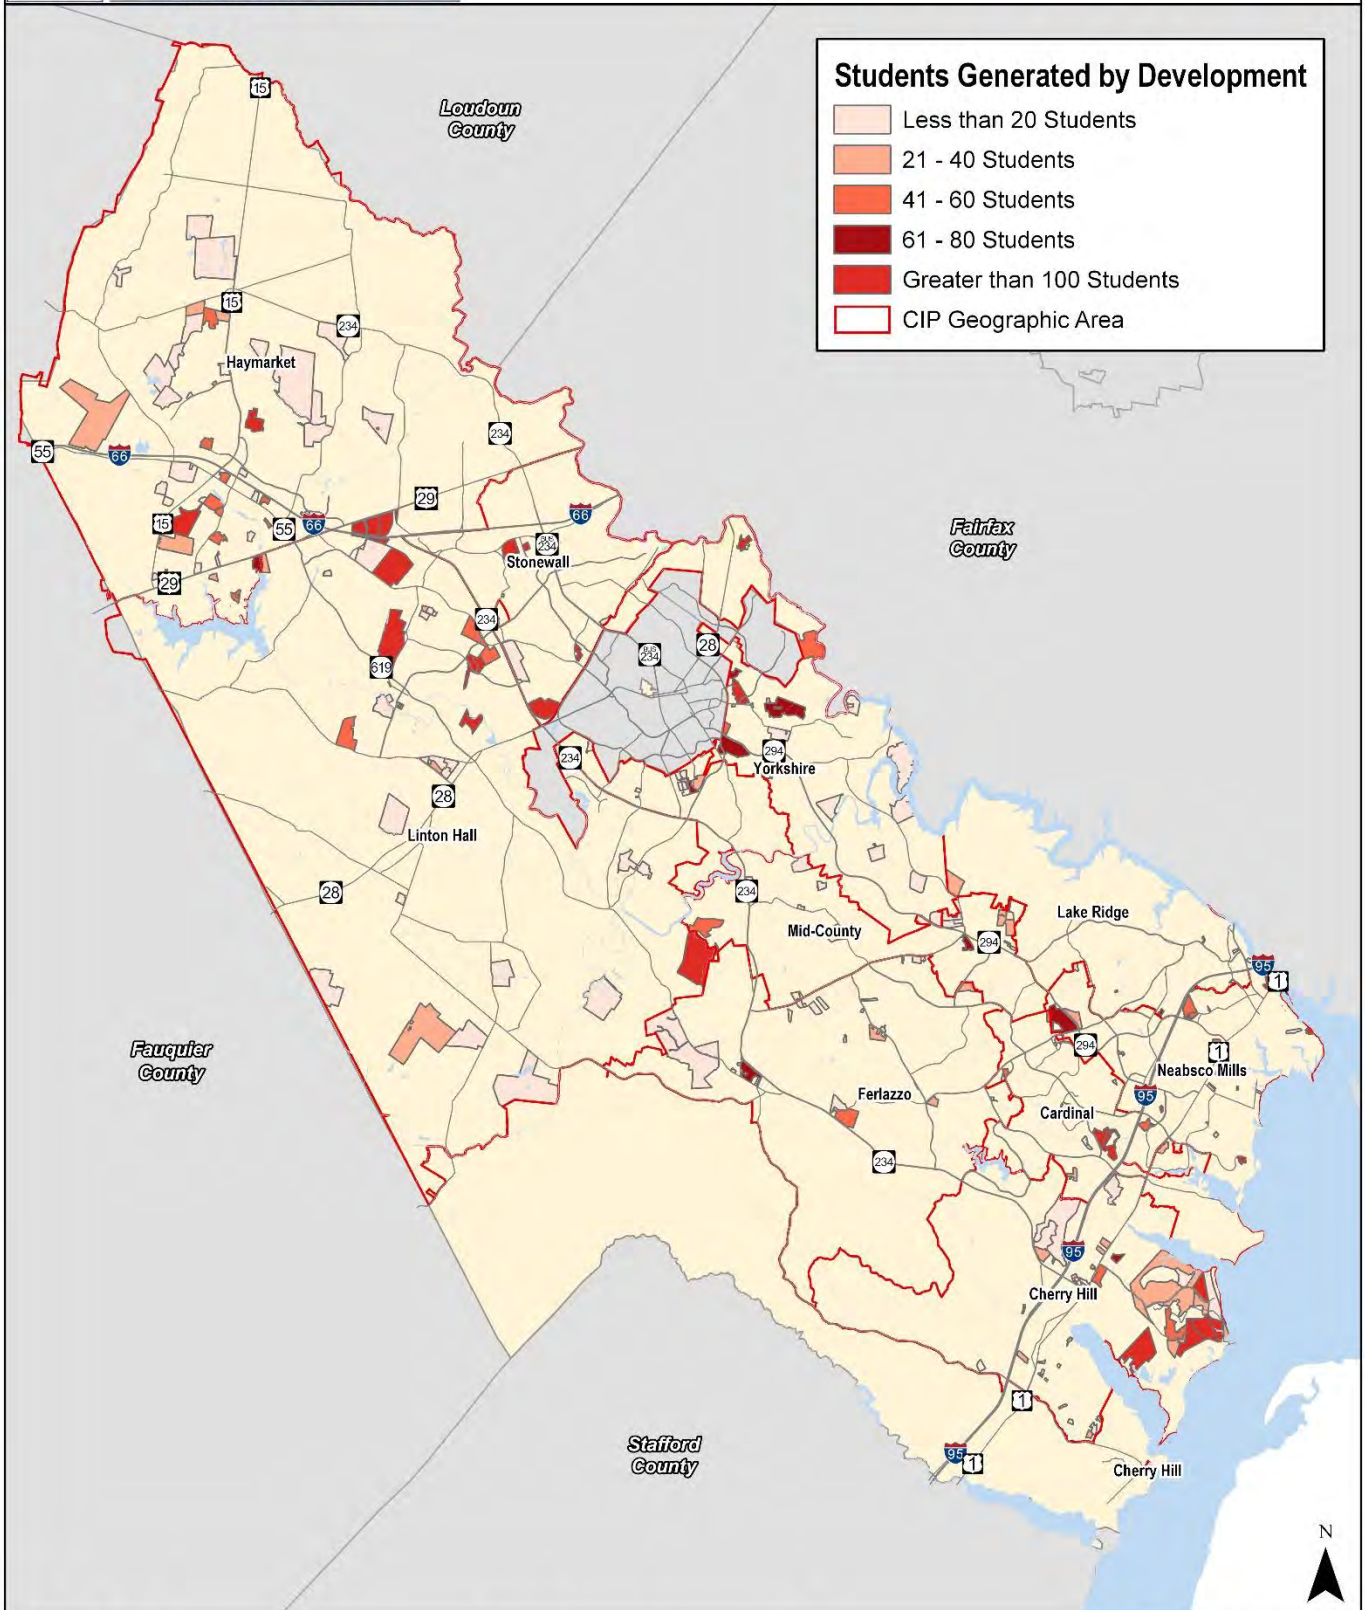 Students Generated by Development
Less than 20 Students
21 - 40 Students
41 - 60 Students
61 - 80 Students
Greater than 100 Students
CIP Geographic Area
15
Loudoun
County
15
234
Haymarket
234
55
66
29
15
55
66
66
BUS
234
Stonewall
Fairfax
County
29
234
619
BUS
234
28
234
294
Yorkshire
28
Linton Hall
28
234
Mid-County
Lake Ridge
294
95
1
294
1
Neabsco Mills
Fauquier
County
Ferlazzo
95
Cardinal
234
95
Cherry Hill
1
Stafford
County
95
1
Cherry Hill
N